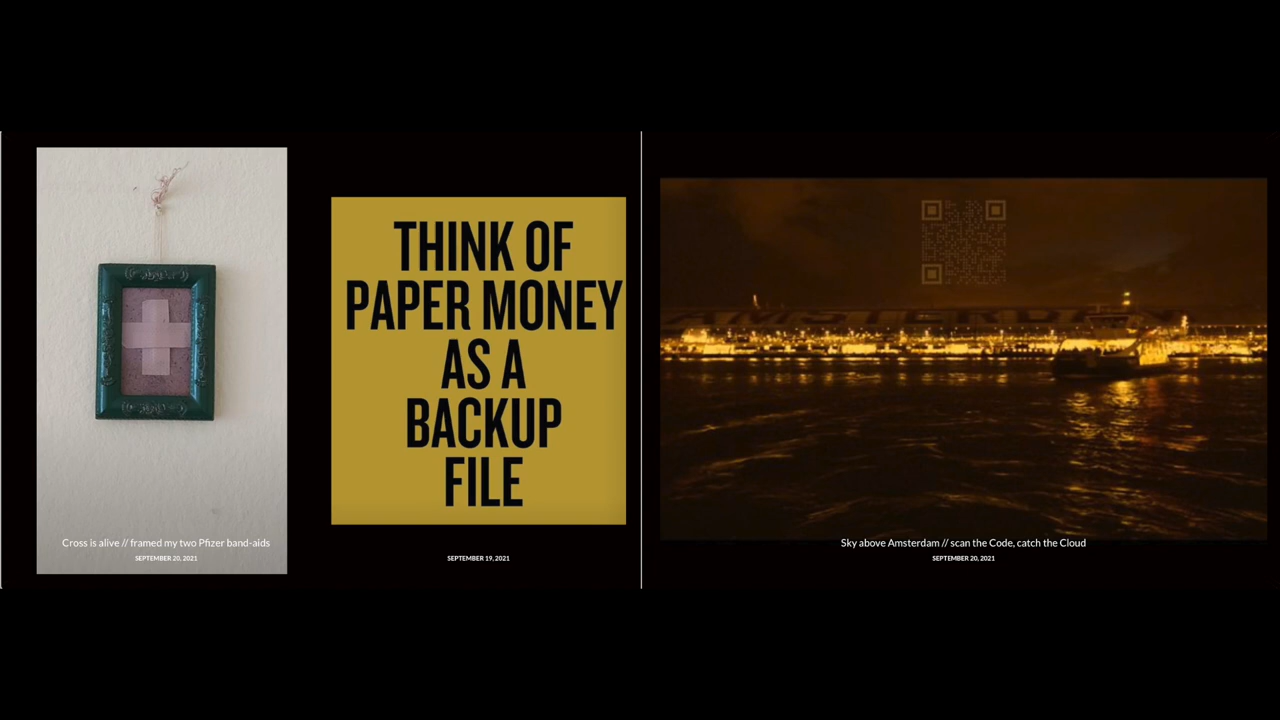 Cross is alive // framed my two Pfizer band-aids
SEPTEMBER 20, 2021
THINK OF
PAPER MONEY
AS A
BACKUP
FILE
SEPTEMBER 19, 2021
AMSTERDAM
Sky above Amsterdam // scan the Code, catch the Cloud
SEPTEMBER 20, 2021